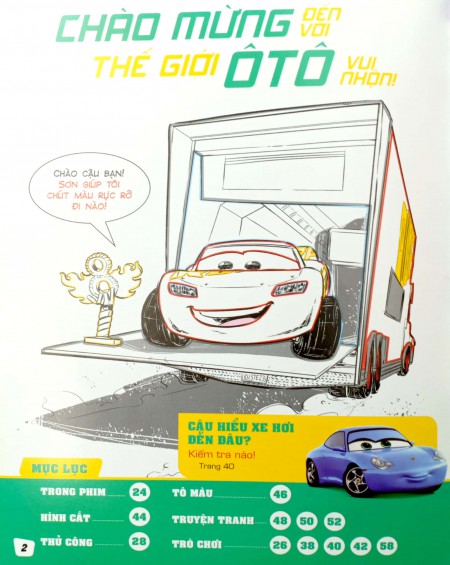 CHÀO MỪNG ĐẾN VỚI
THẾ GIỚI ÔTÔ VUI NHỘN!
CHÀO CẬU BẠN!
SƠN GIÚP TÔI
CHÚT MÀU RỰC RỠ
ĐI NÀO!
CẬU HIỂU XE HƠI
ĐẾN ĐÂU?
Kiểm tra nào!
Trang 40
MỤC LỤC
TRONG PHIM 24
HÌNH CẮT 44
THỦ CÔNG 28
TÔ MÀU 46
TRUYỆN TRANH 48 50 52
TRÒ CHƠI 26 38 40 42 58
2